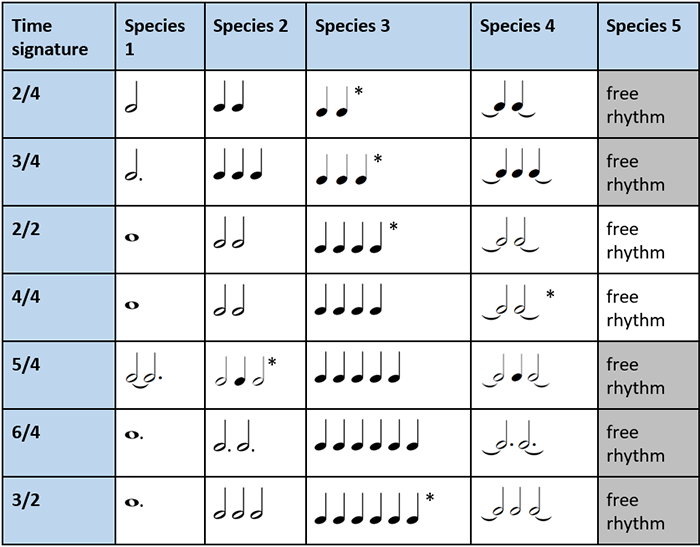 Time signature Species 1 Species 2 Species 3 Species 4 Species 5
2/4 * free rhythm
3/4 * free rhythm
2/2 * free rhythm
4/4 * free rhythm
5/4 * free rhythm
6/4 free rhythm
3/2 * free rhythm